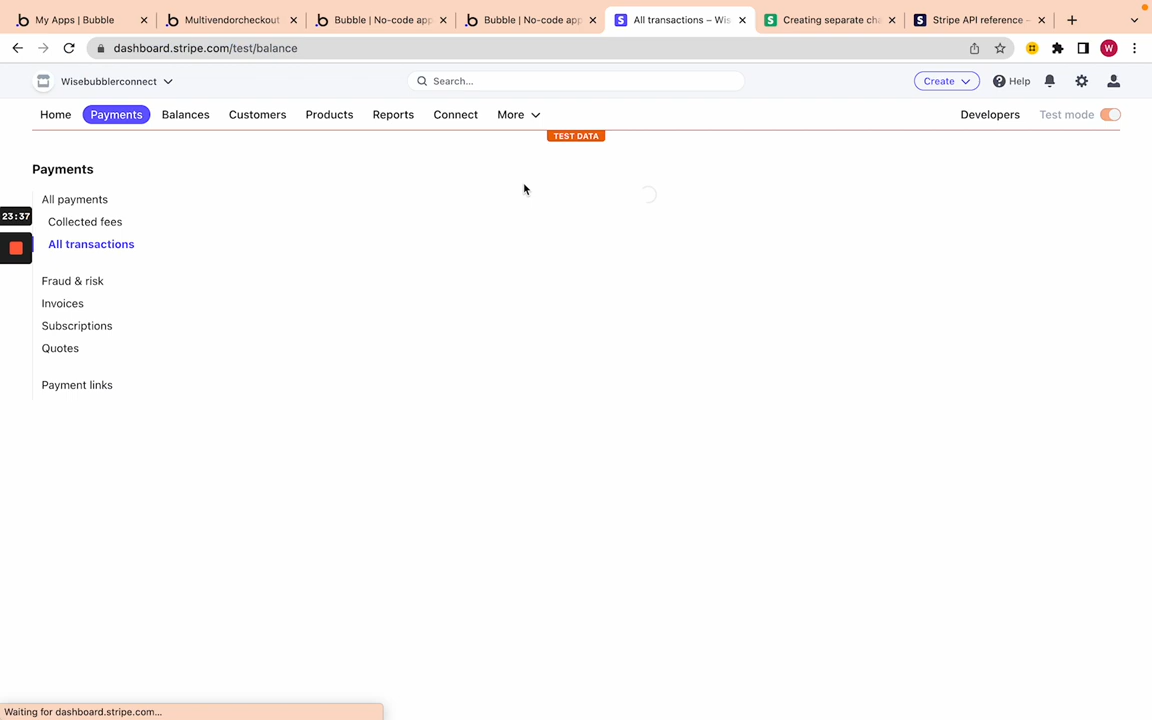 My Apps | Bubble
Multivendorcheckout
Bubble | No-code app
Bubble | No-code app
All transactions – Wis
Creating separate cha
Stripe API reference –
dashboard.stripe.com/test/balance
W
Wisebubblerconnect
Search...
Create
Help
Home
Payments
Balances
Customers
Products
Reports
Connect
More
Developers
Test mode
TEST DATA
Payments
All payments
23:37
Collected fees
All transactions
Fraud & risk
Invoices
Subscriptions
Quotes
Payment links
Waiting for dashboard.stripe.com...